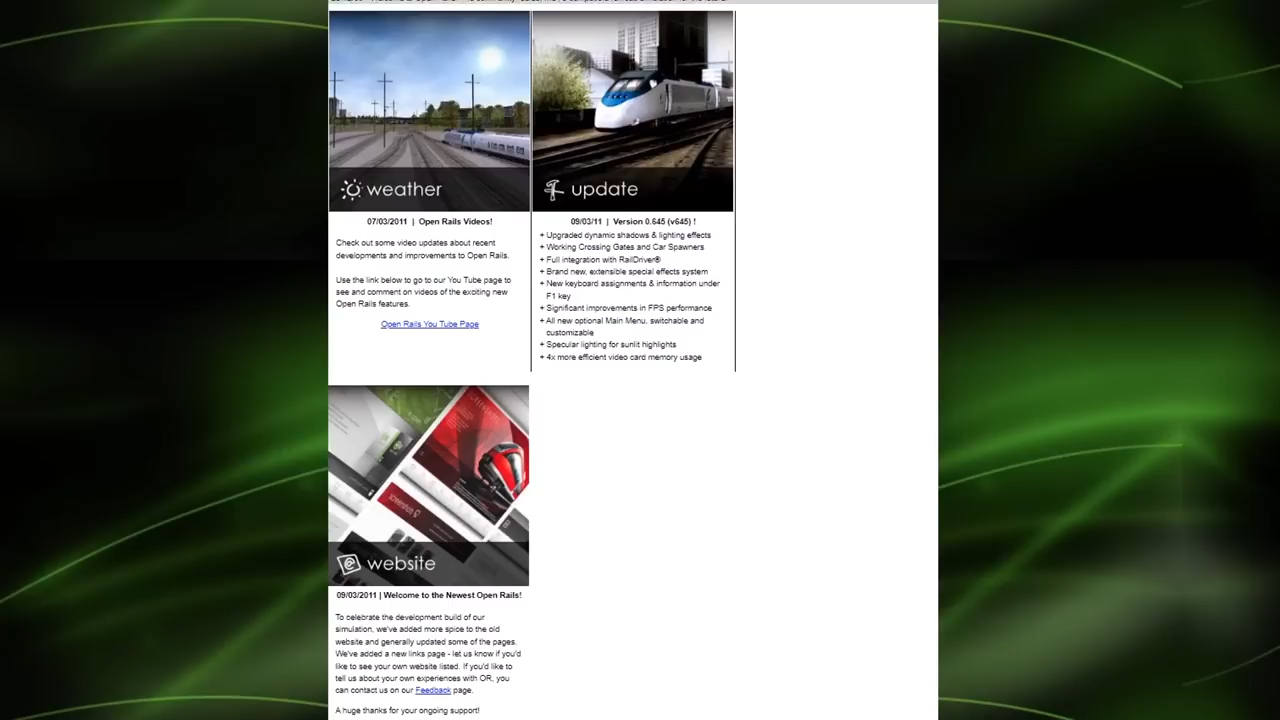 weather
07/03/2011 | Open Rails Videos!
Check out some video updates about recent
developments and improvements to Open Rails.
Use the link below to go to our You Tube page to
see and comment on videos of the exciting new
Open Rails features.
Open Rails You Tube Page
update
09/03/11 | Version 0.645 (v645) !
+ Upgraded dynamic shadows & lighting effects
+ Working Crossing Gates and Car Spawners
+ Full integration with RailDriver®
+ Brand new, extensible special effects system
+ New keyboard assignments & information under
F1 key
+ Significant improvements in FPS performance
+ All new optional Main Menu, switchable and
customizable
+ Specular lighting for sunlit highlights
+ 4x more efficient video card memory usage
website
09/03/2011 | Welcome to the Newest Open Rails!
To celebrate the development build of our
simulation, we've added more spice to the old
website and generally updated some of the pages.
We've added a new links page - let us know if you'd
like to see your own website listed. If you'd like to
tell us about your own experiences with OR, you
can contact us on our Feedback page.
A huge thanks for your ongoing support!